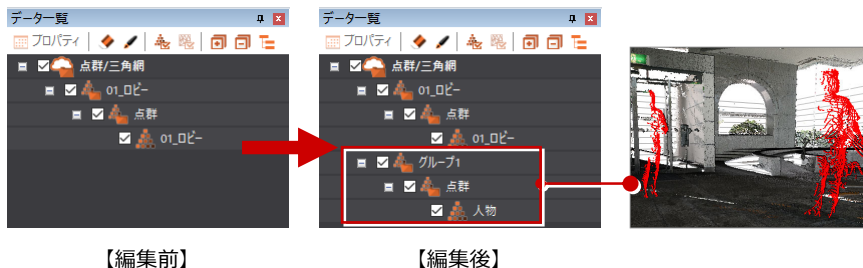 データ一覧
プロパティ
点群/三角網
01_ロビー
点群
01_ロビー
【編集前】
データ一覧
プロパティ
点群/三角網
01_ロビー
点群
01_ロビー
グループ1
点群
人物
【編集後】